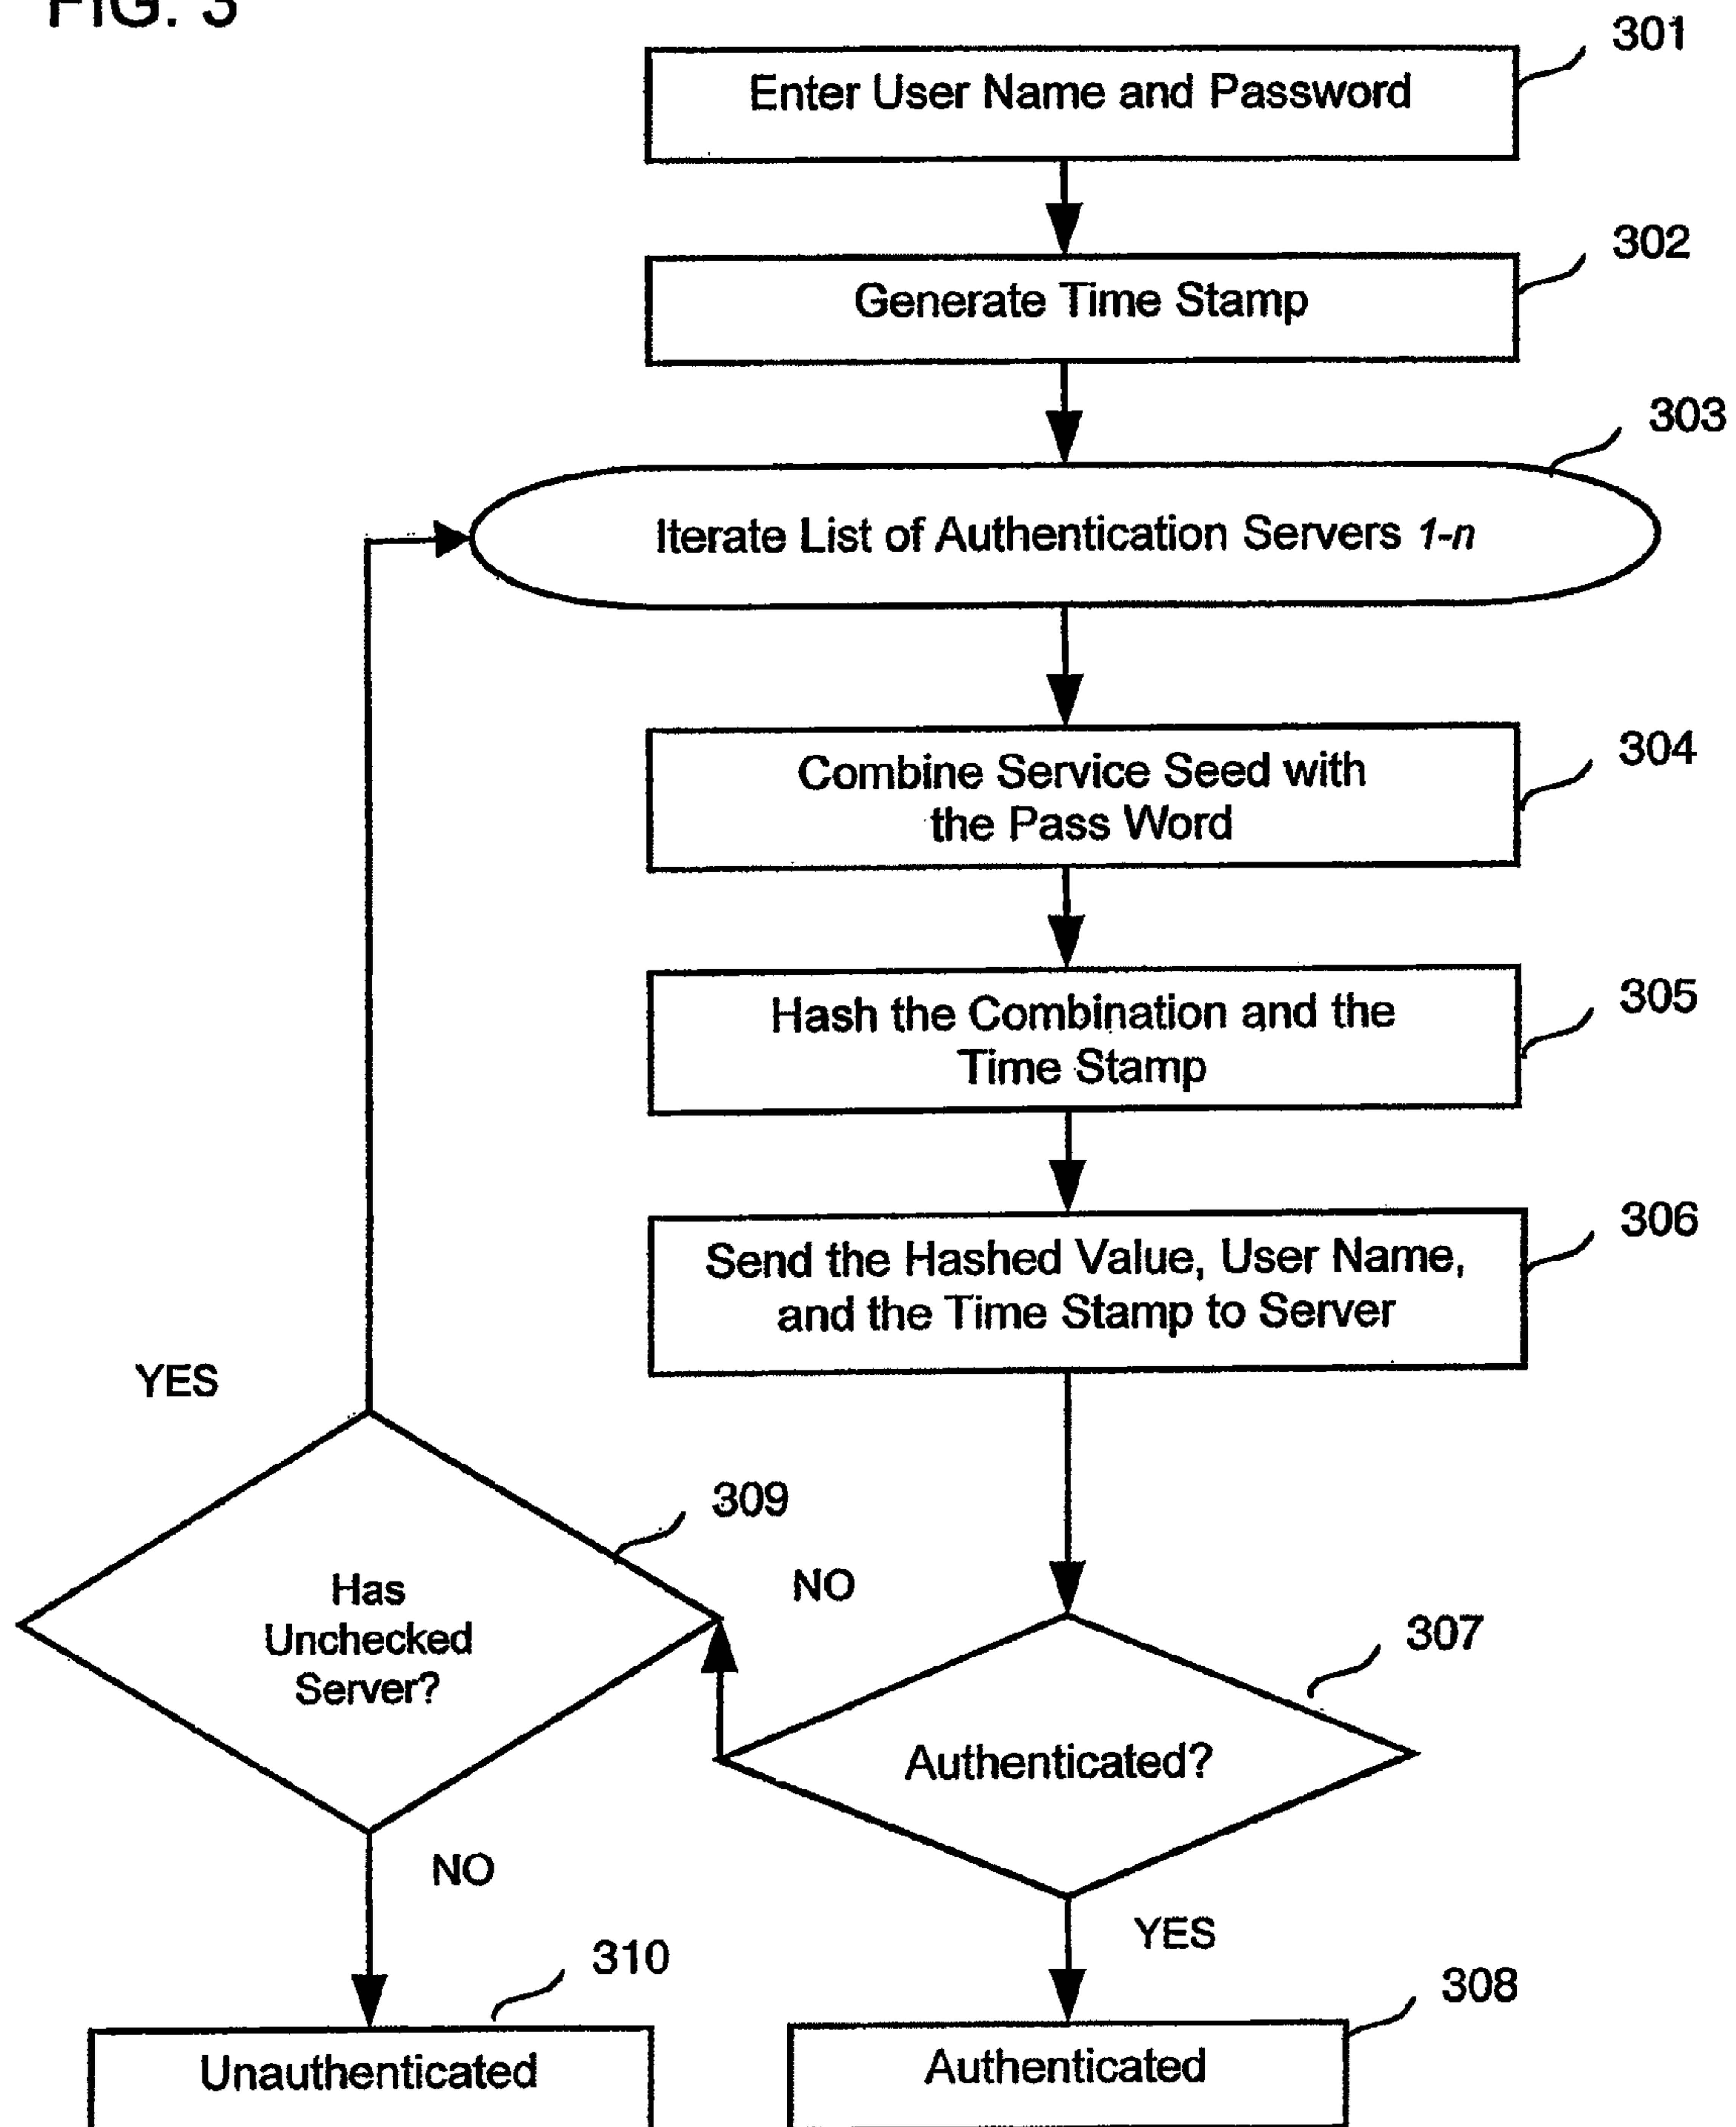 FIG. 3
301
Enter User Name and Password
302
Generate Time Stamp
303
Iterate List of Authentication Servers 1-n
304
Combine Service Seed with
the Pass Word
305
Hash the Combination and the
Time Stamp
306
Send the Hashed Value, User Name,
and the Time Stamp to Server
YES
309
NO
Has
Unchecked
Server?
307
Authenticated?
NO
YES
310
308
Unauthenticated
Authenticated